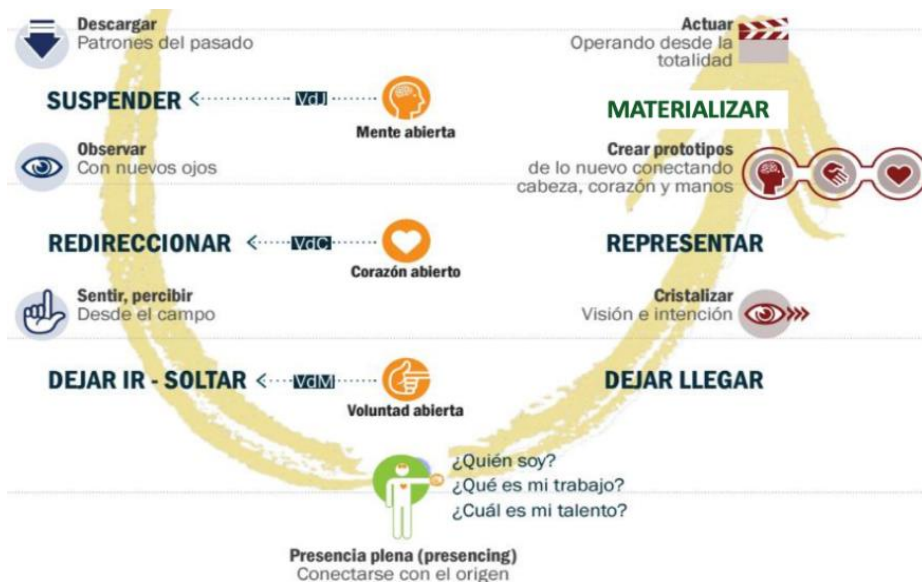 Descargar
Patrones del pasado
Actuar
Operando desde la
totalidad
SUSPENDER
VdJ
Mente abierta
MATERIALIZAR
Observar
Con nuevos ojos
Crear prototipos
de lo nuevo conectando
cabeza, corazón y manos
REDIRECCIONAR
VdC
Corazón abierto
REPRESENTAR
Sentir, percibir
Desde el campo
Cristalizar
Visión e intención
DEJAR IR - SOLTAR
VdM
Voluntad abierta
DEJAR LLEGAR
¿Quién soy?
¿Qué es mi trabajo?
¿Cuál es mi talento?
Presencia plena (presencing)
Conectarse con el origen